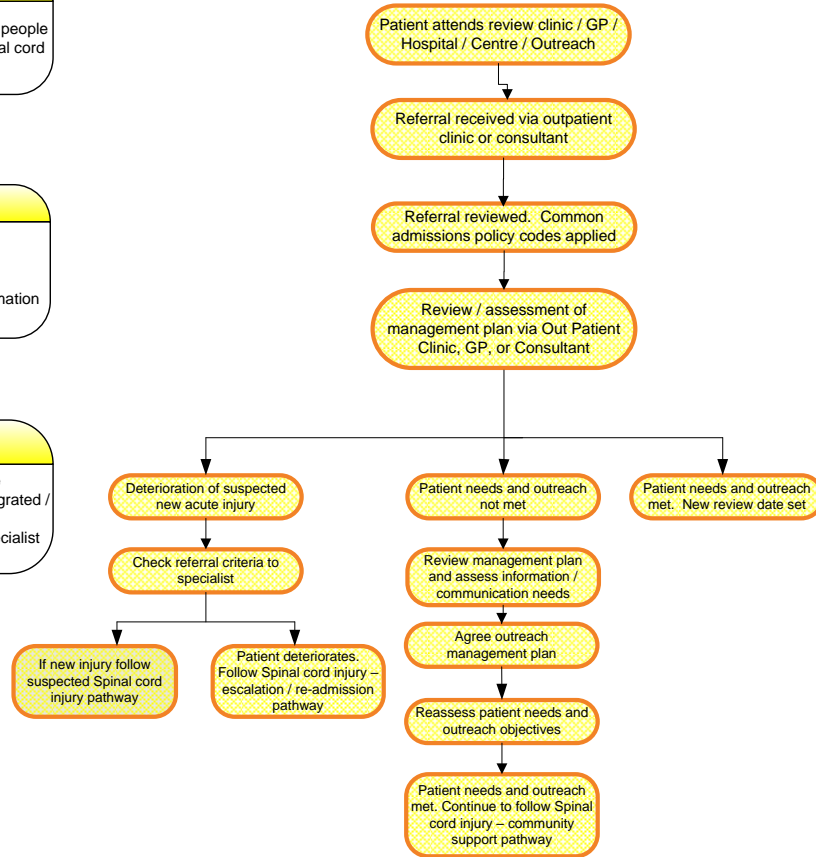 people
al cord
nation
grated /
cialist
Patient attends review clinic / GP /
Hospital / Centre / Outreach
Referral received via outpatient
clinic or consultant
Referral reviewed.  Common
admissions policy codes applied
Review / assessment of
management plan via Out Patient
Clinic, GP, or Consultant
Deterioration of suspected
new acute injury
Check referral criteria to
specialist
If new injury follow
suspected Spinal cord
injury pathway
Patient deteriorates.
Follow Spinal cord injury –
escalation / re-admission
pathway
Patient needs and outreach
not met
Review management plan
and assess information /
communication needs
Agree outreach
management plan
Reassess patient needs and
outreach objectives
Patient needs and outreach
met. Continue to follow Spinal
cord injury – community
support pathway
Patient needs and outreach
met.  New review date set